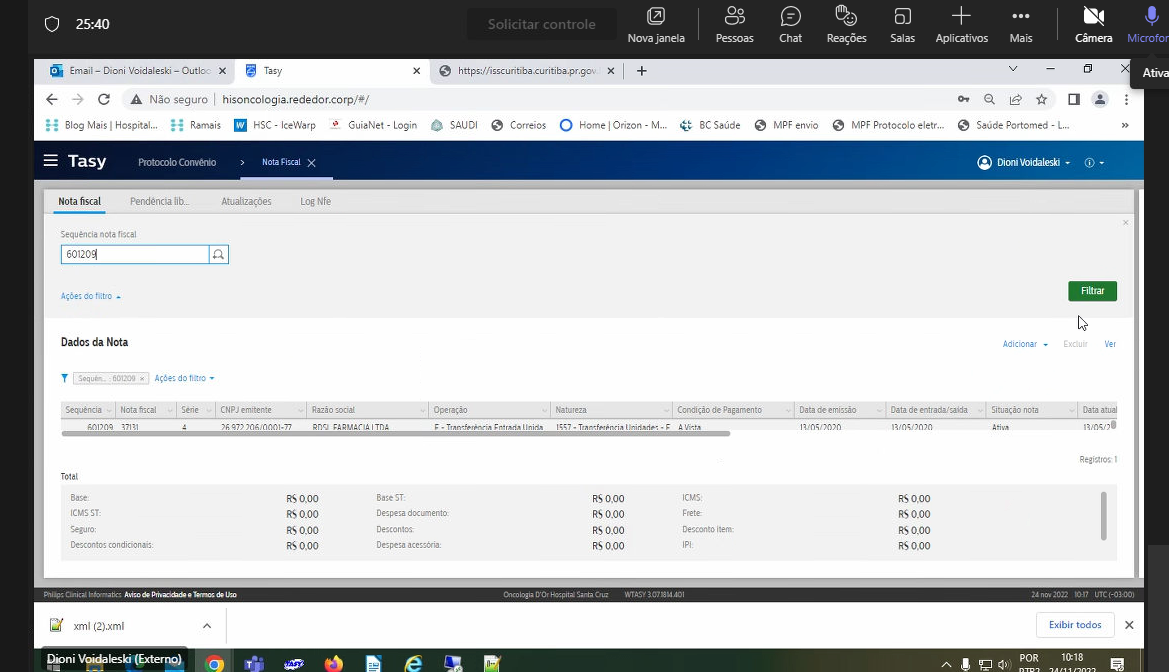 25:40
Solicitar controle
Nova janela
Pessoas
Chat
Reações
Salas
Aplicativos
Mais
Câmera
Microfon
Ativa
Email – Dioni Voidaleski – Outloo
Tasy
https://isscuritiba.curitiba.pr.gov.
Não seguro
hisoncologia.rededor.corp/#/
Blog Mais | Hospital...
Ramais
HSC - IceWarp
GuiaNet - Login
SAUDI
Correios
Home | Orizon - M...
BC Saúde
MPF envio
MPF Protocolo eletr...
Saúde Portomed - L...
Tasy
Protocolo Convênio
Nota Fiscal
Dioni Voidaleski
Nota fiscal
Pendência lib...
Atualizações
Log Nfe
Sequência nota fiscal
601209
Ações do filtro
Filtrar
Dados da Nota
Adicionar
Excluir
Ver
Sequên... : 601209
Ações do filtro
Sequência Nota fiscal Série CNPJ emitente Razão social Operação Natureza Condição de Pagamento Data de emissão Data de entrada/saída Situação nota Data atual
601209 37131 4 26.972.206/0001-77 RDSL FARMACIA LTDA E - Transferência Entrada Unida 1557 - Transferência Unidades - E A Vista 13/05/2020 13/05/2020 Ativa 13/05/2
Registros: 1
Total
Base: R$ 0,00 Base ST: R$ 0,00 ICMS: R$ 0,00
ICMS ST: R$ 0,00 Despesa documento: R$ 0,00 Frete: R$ 0,00
Seguro: R$ 0,00 Descontos: R$ 0,00 Desconto item: R$ 0,00
Descontos condicionais: R$ 0,00 Despesa acessória: R$ 0,00 IPI: R$ 0,00
Philips Clinical Informatics Aviso de Privacidade e Termos de Uso
Oncologia D'Or Hospital Santa Cruz
WTASY 3.07.1814.401
24 nov 2022 10:17 UTC (-03:00)
xml (2).xml
Exibir todos
Dioni Voidaleski (Externo)
POR
PTB2
10:18
24/11/2022